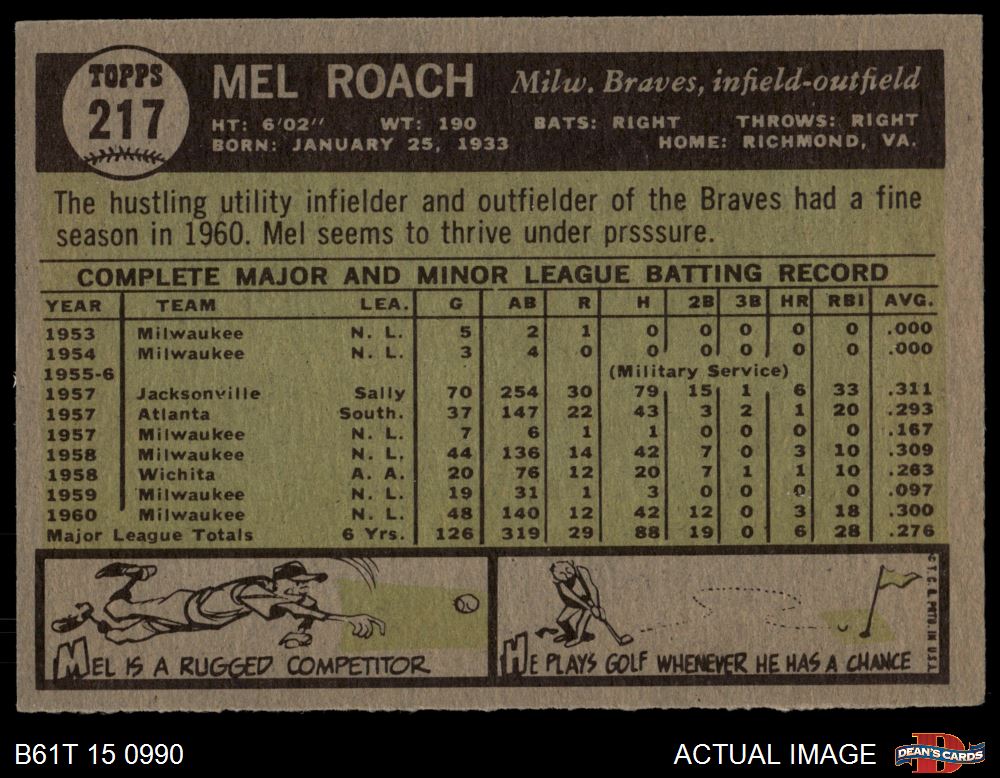 TOPPS
217
MEL ROACH Milw. Braves, infield-outfield
HT: 6'02" WT: 190 BATS: RIGHT THROWS: RIGHT
BORN: JANUARY 25, 1933 HOME: RICHMOND, VA.
The hustling utility infielder and outfielder of the Braves had a fine
season in 1960. Mel seems to thrive under prsssure.
COMPLETE MAJOR AND MINOR LEAGUE BATTING RECORD
YEAR TEAM LEA. G AB R H 2B 3B HR RBI AVG.
1953 Milwaukee N. L. 5 2 1 0 0 0 0 0 .000
1954 Milwaukee N. L. 3 4 0 0 0 0 0 0 .000
1955-6 (Military Service)
1957 Jacksonville Sally 70 254 30 79 15 1 6 33 .311
1957 Atlanta South. 37 147 22 43 3 2 1 20 .293
1957 Milwaukee N. L. 7 6 1 1 0 0 0 0 .167
1958 Milwaukee N. L. 44 136 14 42 7 0 3 10 .309
1958 Wichita A. A. 20 76 12 20 7 1 1 10 .263
1959 Milwaukee N. L. 19 31 1 3 0 0 0 0 .097
1960 Milwaukee N. L. 48 140 12 42 12 0 3 18 .300
Major League Totals 6 Yrs. 126 319 29 88 19 0 6 28 .276
MEL IS A RUGGED COMPETITOR
HE PLAYS GOLF WHENEVER HE HAS A CHANCE
© T. C. G. PRTD. IN U.S.A.
B61T 15 0990
ACTUAL IMAGE
D
DEAN'S CARDS